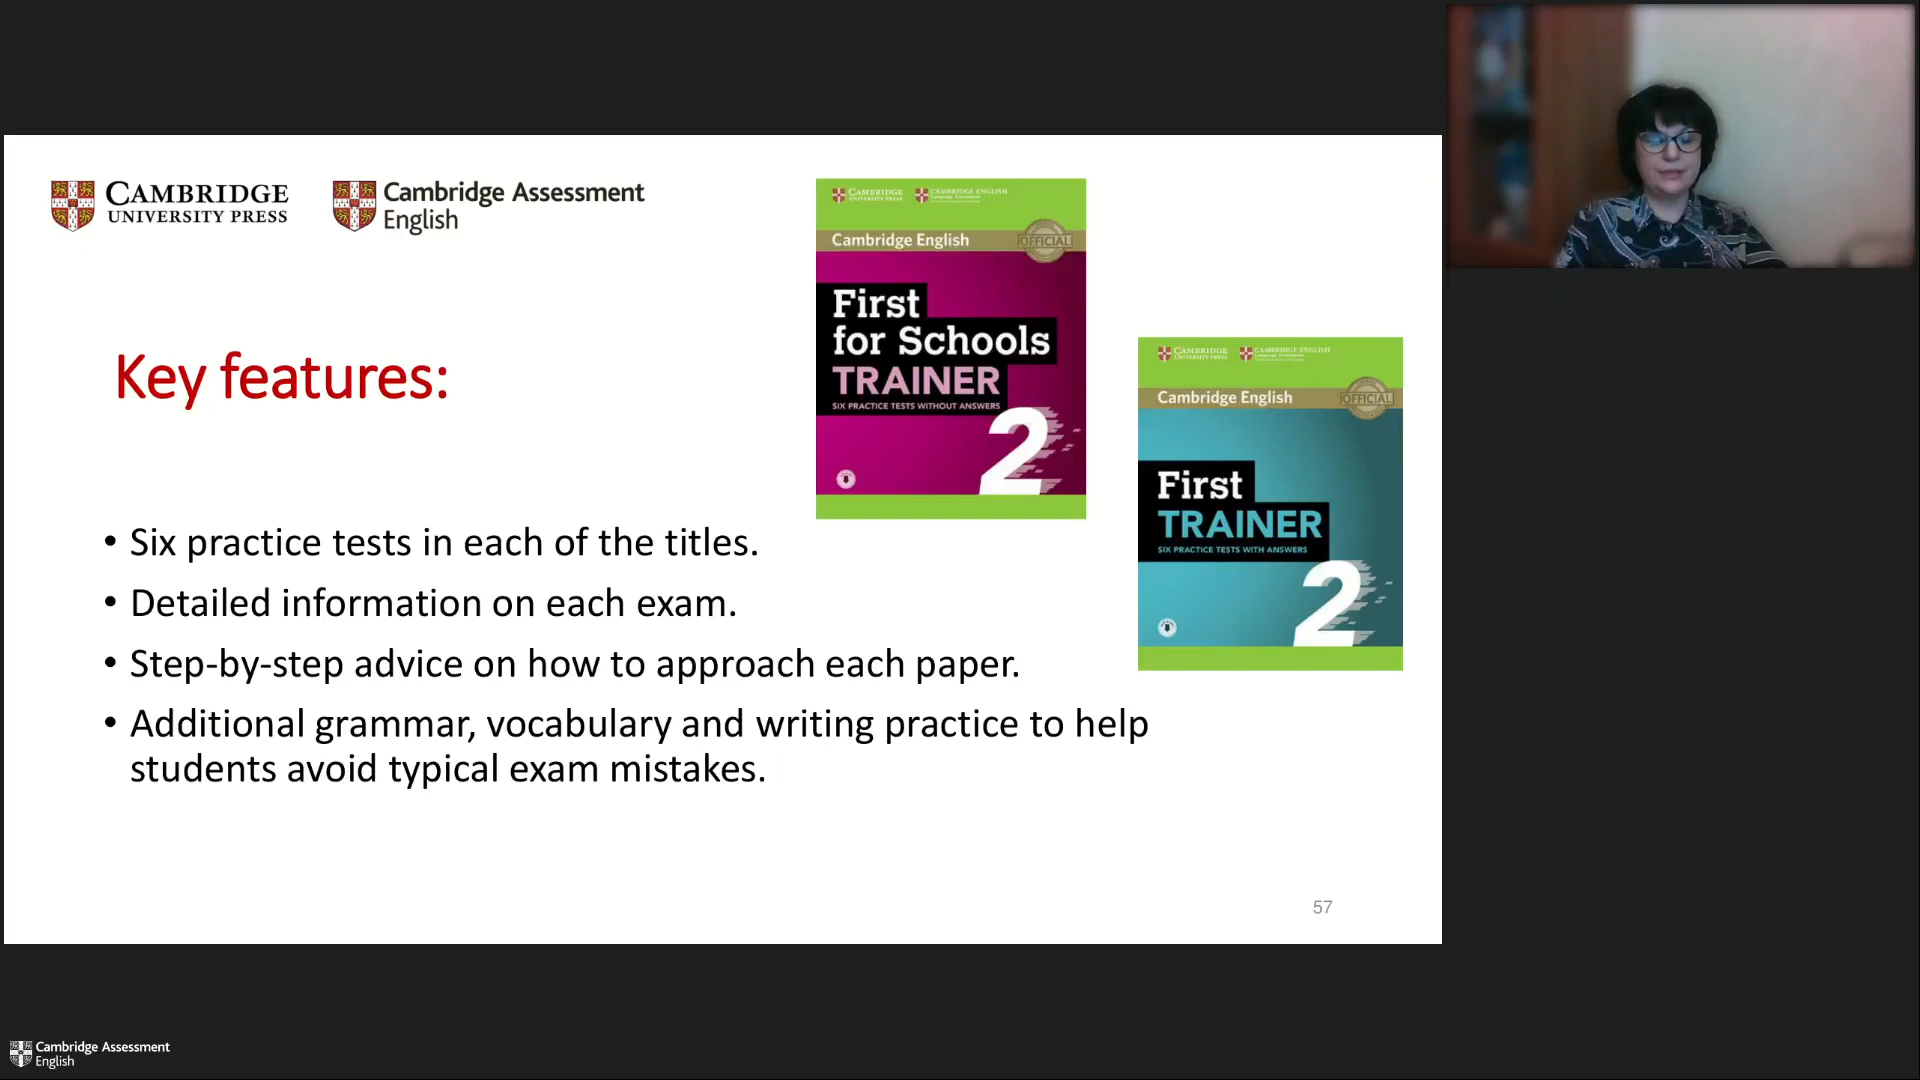 CAMBRIDGE
UNIVERSITY PRESS
Cambridge Assessment
English
CAMBRIDGE
UNIVERSITY PRESS
CAMBRIDGE ENGLISH
Language Assessment
Cambridge English
OFFICIAL
First
for Schools
TRAINER
SIX PRACTICE TESTS WITHOUT ANSWERS
2
CAMBRIDGE
UNIVERSITY PRESS
CAMBRIDGE ENGLISH
Language Assessment
Cambridge English
OFFICIAL
First
TRAINER
SIX PRACTICE TESTS WITH ANSWERS
2
Key features:
• Six practice tests in each of the titles.
• Detailed information on each exam.
• Step-by-step advice on how to approach each paper.
• Additional grammar, vocabulary and writing practice to help
students avoid typical exam mistakes.
57
Cambridge Assessment
English